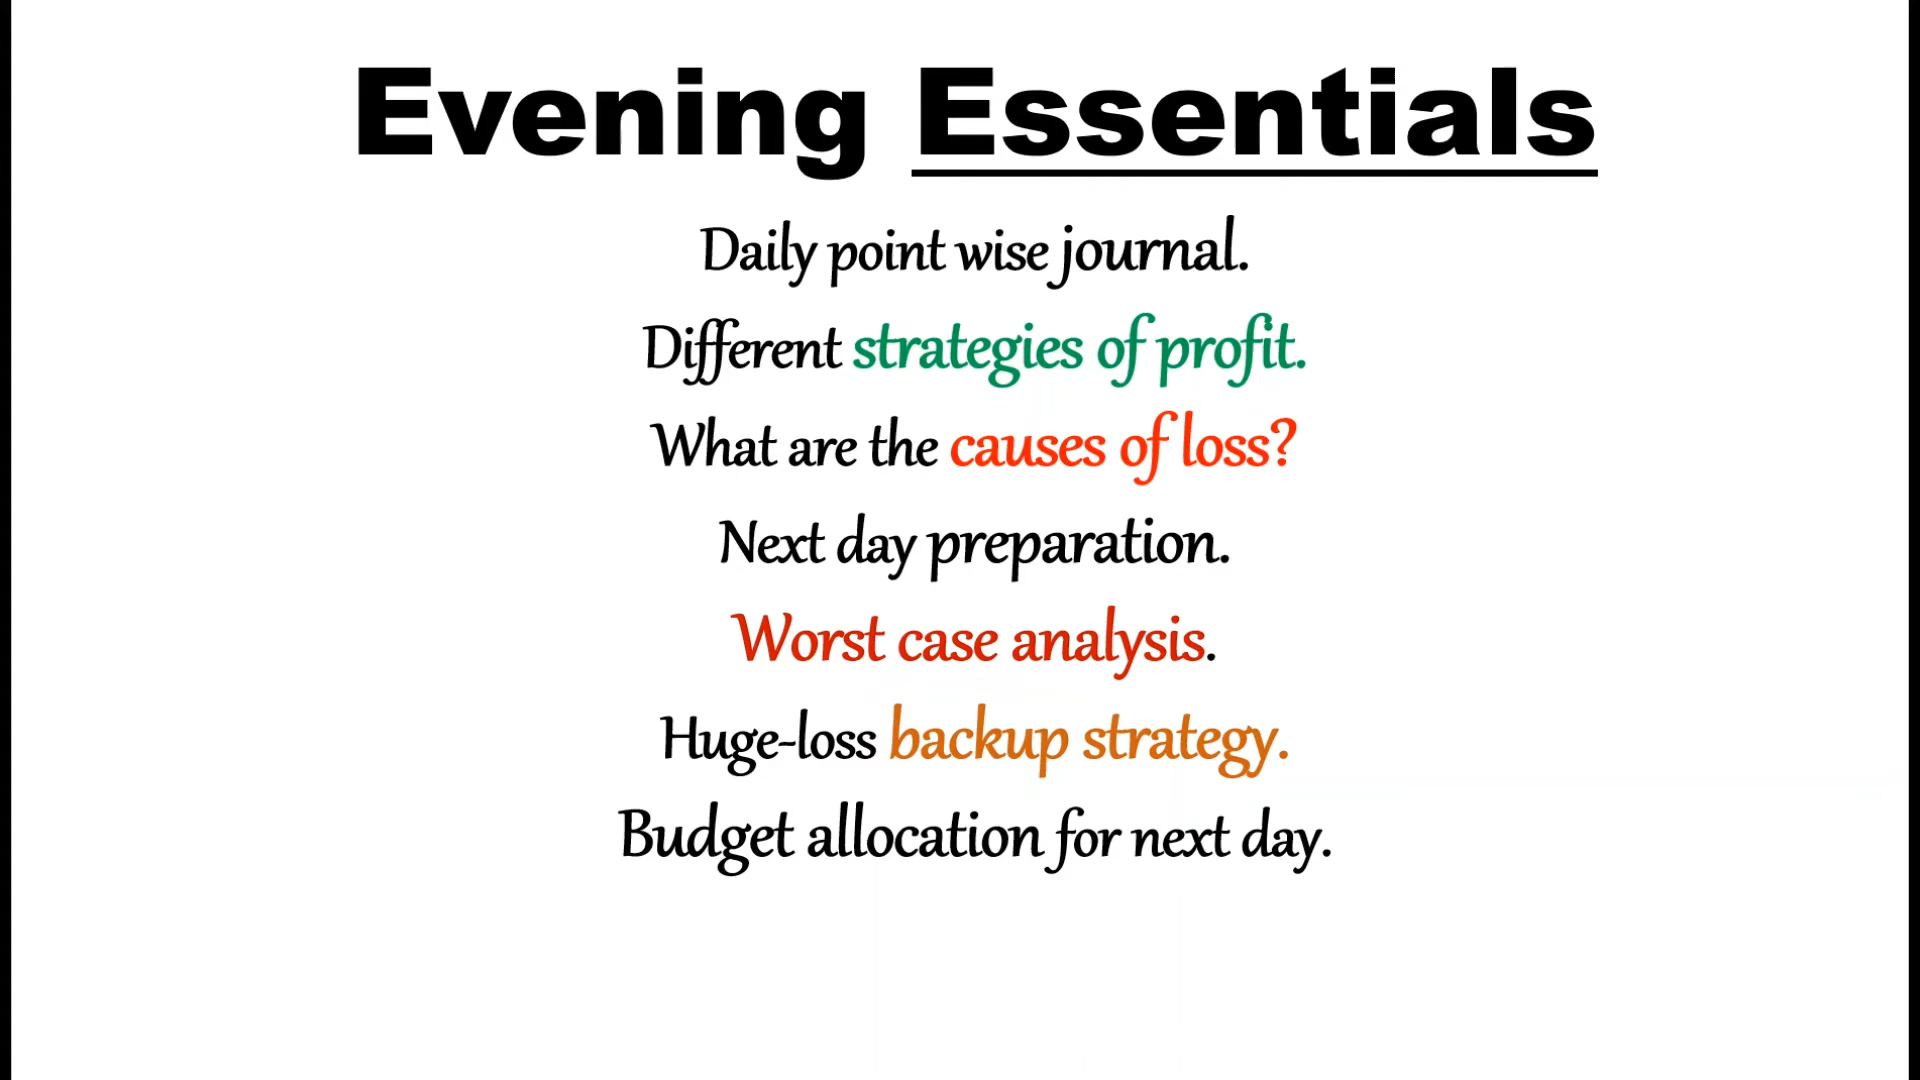 Evening Essentials
Daily point wise journal.
Different strategies of profit.
What are the causes of loss?
Next day preparation.
Worst case analysis.
Huge-loss backup strategy.
Budget allocation for next day.